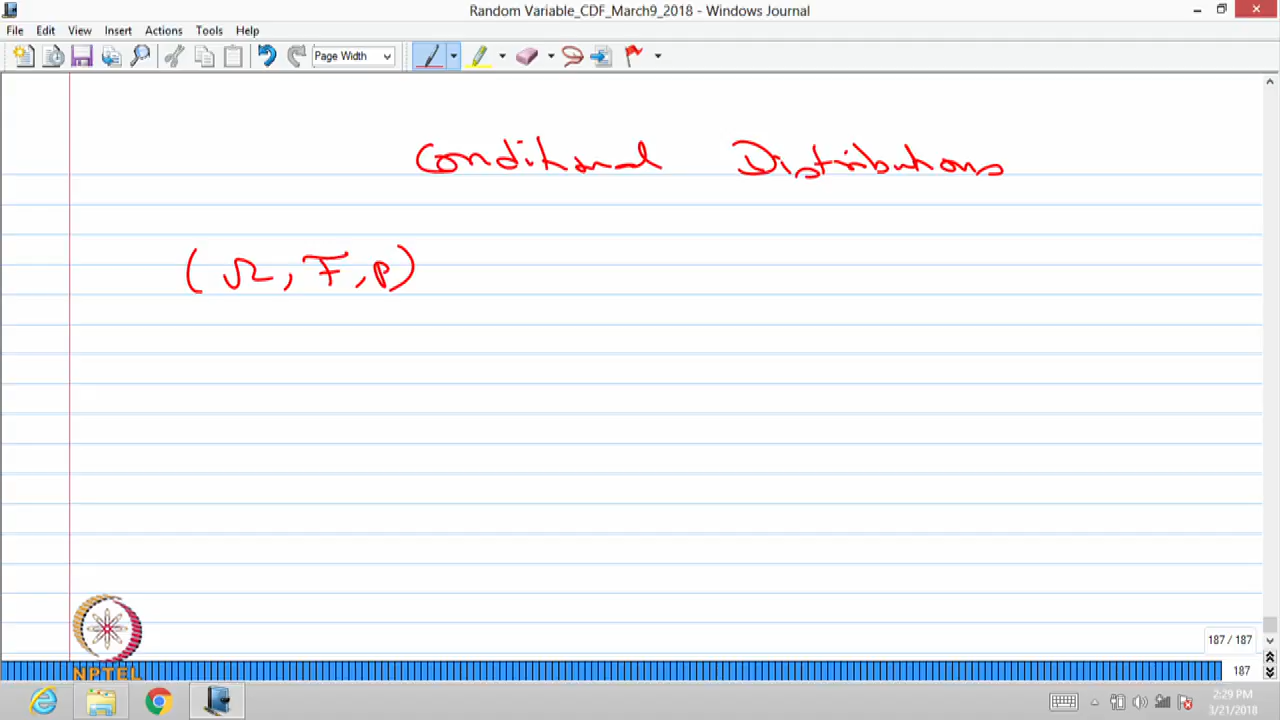 Random Variable_CDF_March9_2018 - Windows Journal
File Edit View Insert Actions Tools Help
Page Width
Conditional Distributions
(Ω, F, P)
187 / 187
NPTEL
187
2:29 PM
3/21/2018